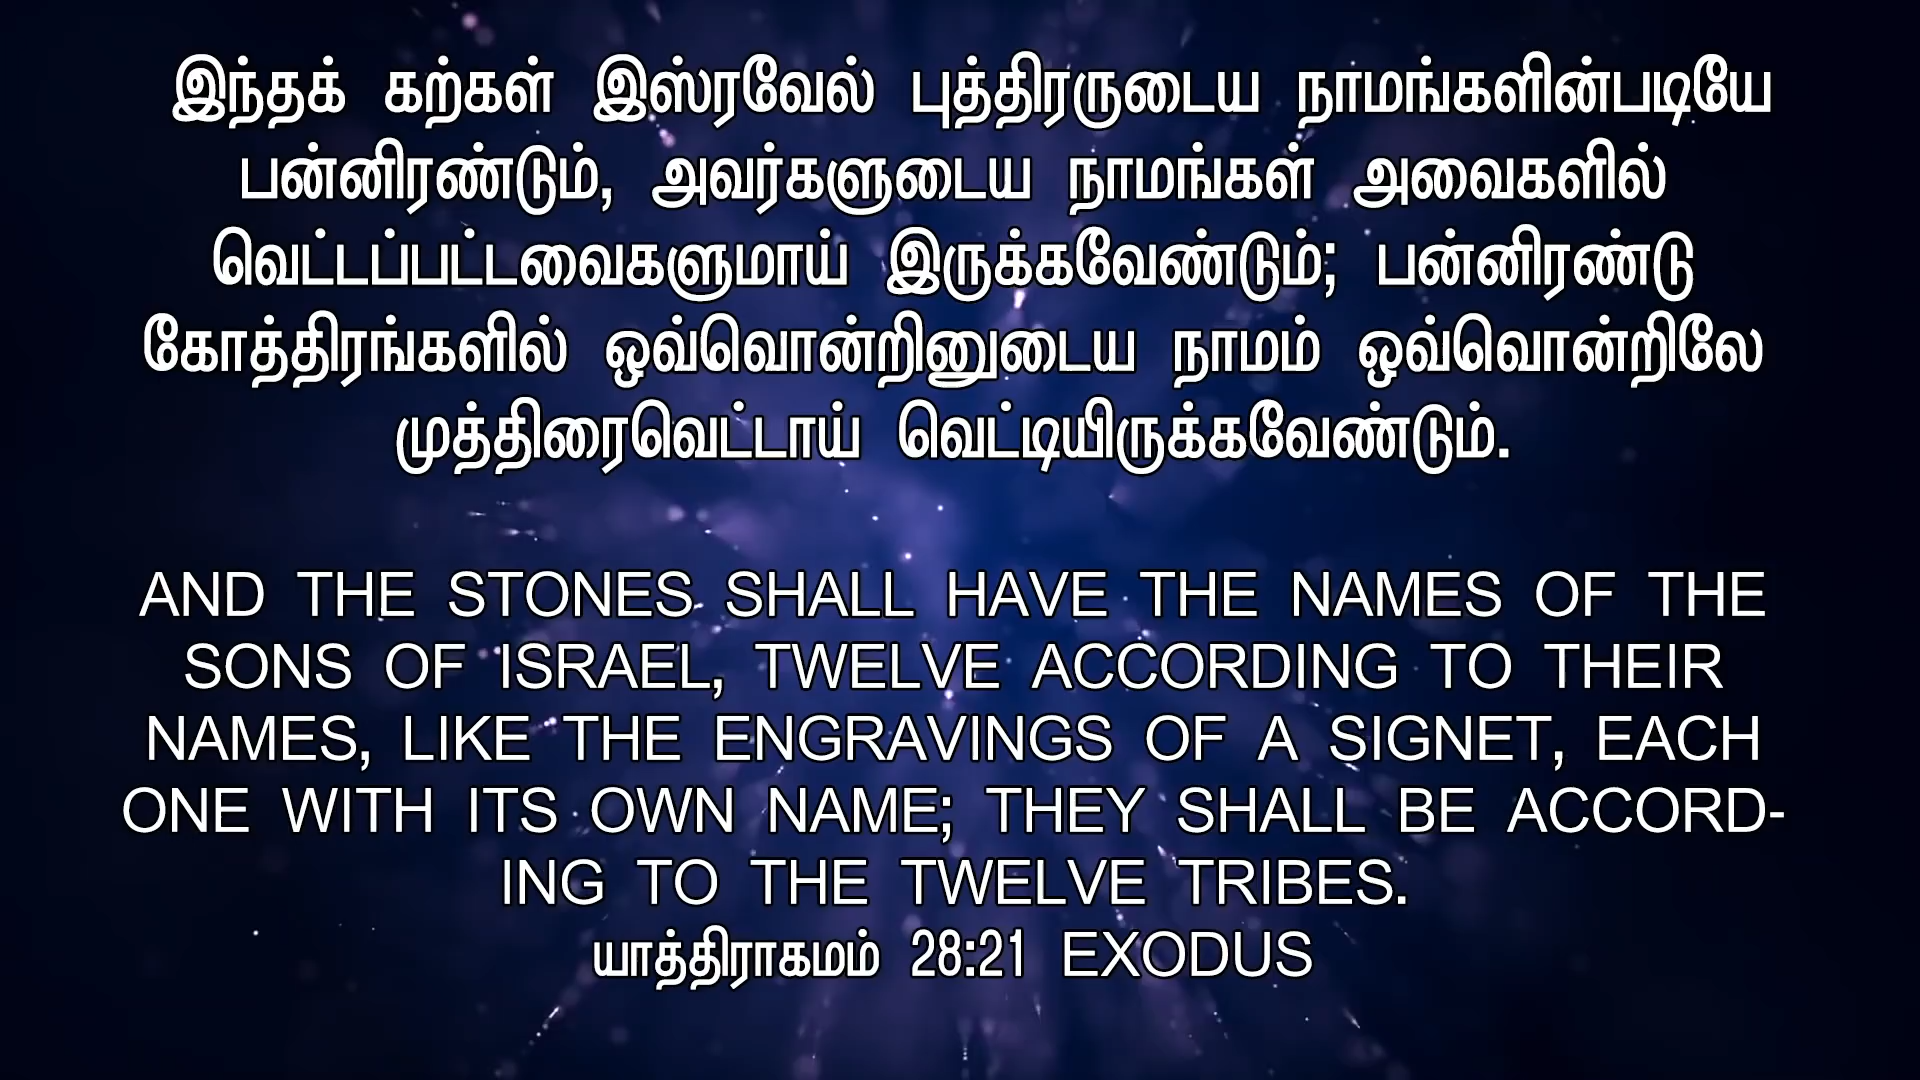 இந்தக் கற்கள் இஸ்ரவேல் புத்திரருடைய நாமங்களின்படியே
பன்னிரண்டும், அவர்களுடைய நாமங்கள் அவைகளில்
வெட்டப்பட்டவைகளுமாய் இருக்கவேண்டும்; பன்னிரண்டு
கோத்திரங்களில் ஒவ்வொன்றினுடைய நாமம் ஒவ்வொன்றிலே
முத்திரைவெட்டாய் வெட்டியிருக்கவேண்டும்.
AND THE STONES SHALL HAVE THE NAMES OF THE
SONS OF ISRAEL, TWELVE ACCORDING TO THEIR
NAMES, LIKE THE ENGRAVINGS OF A SIGNET, EACH
ONE WITH ITS OWN NAME; THEY SHALL BE ACCORD-
ING TO THE TWELVE TRIBES.
யாத்திராகமம் 28:21 EXODUS